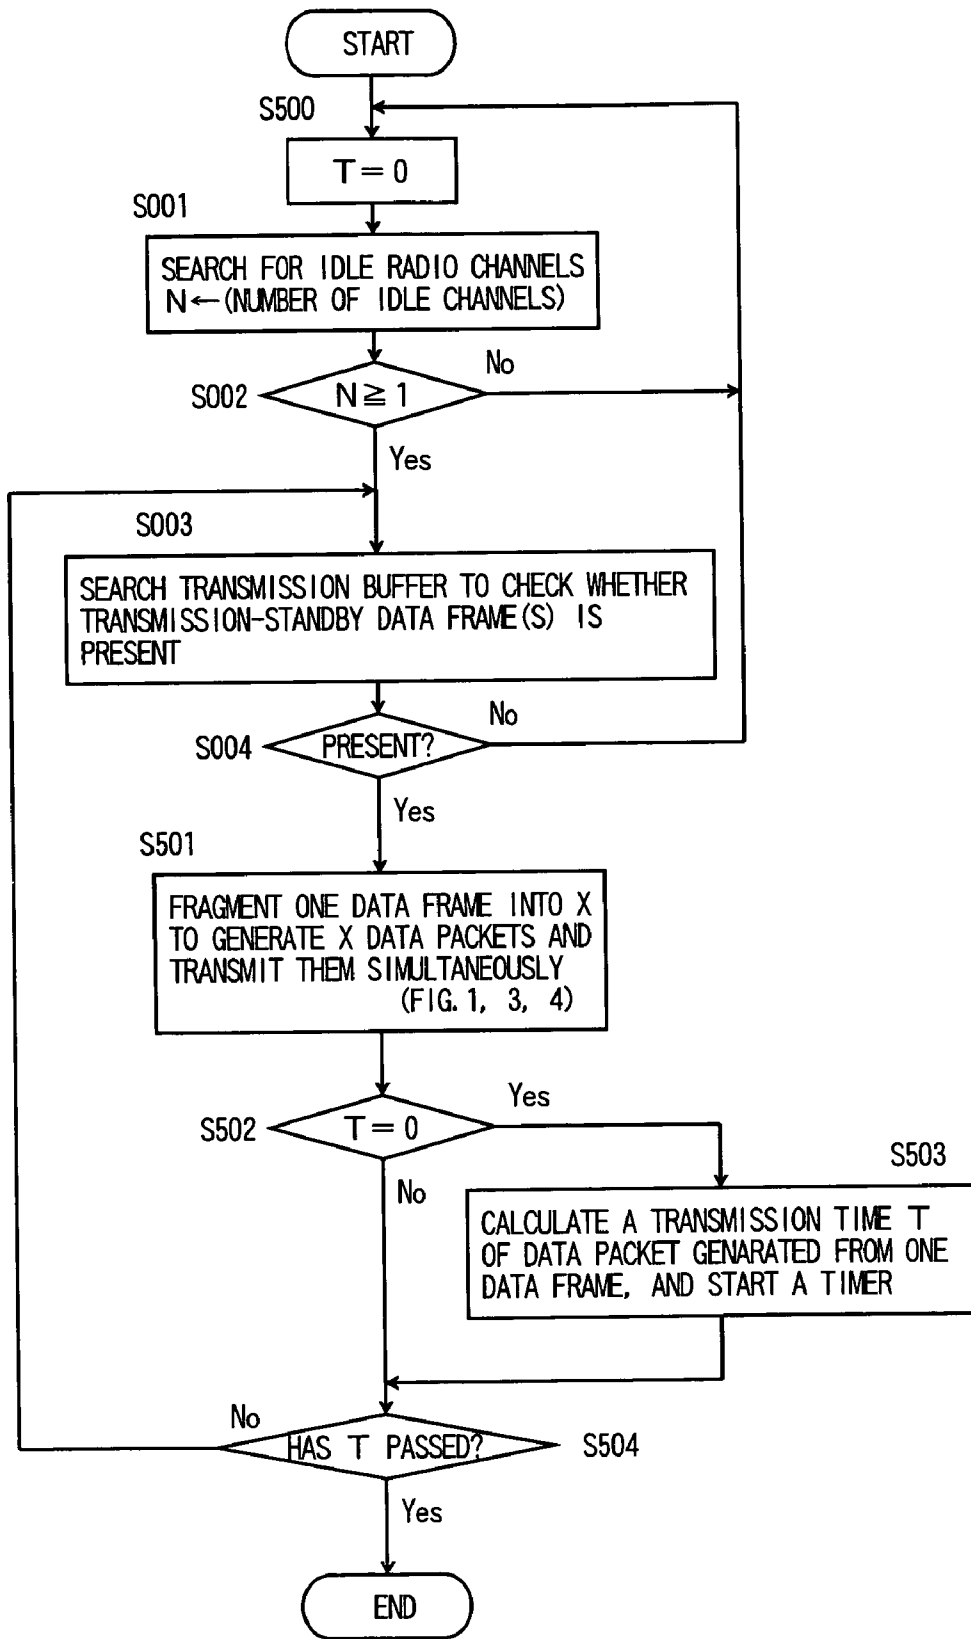 START
S500
T=0
S001
SEARCH FOR IDLE RADIO CHANNELS
N←(NUMBER OF IDLE CHANNELS)
No
S002
N≧1
Yes
S003
SEARCH TRANSMISSION BUFFER TO CHECK WHETHER
TRANSMISSION-STANDBY DATA FRAME(S) IS
PRESENT
No
S004
PRESENT?
Yes
S501
FRAGMENT ONE DATA FRAME INTO X
TO GENERATE X DATA PACKETS AND
TRANSMIT THEM SIMULTANEOUSLY
(FIG.1, 3, 4)
Yes
S502
T=0
S503
No
CALCULATE A TRANSMISSION TIME T
OF DATA PACKET GENARATED FROM ONE
DATA FRAME, AND START A TIMER
No
HAS T PASSED?
S504
Yes
END